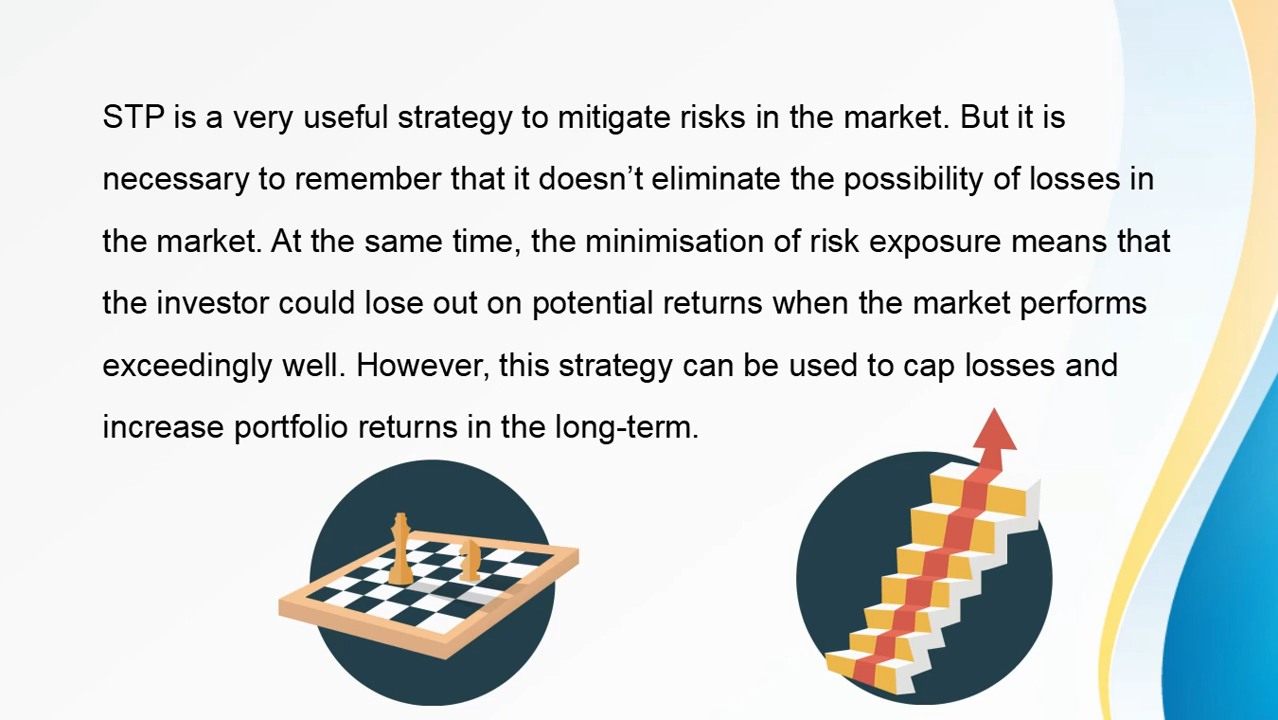 STP is a very useful strategy to mitigate risks in the market. But it is
necessary to remember that it doesn’t eliminate the possibility of losses in
the market. At the same time, the minimisation of risk exposure means that
the investor could lose out on potential returns when the market performs
exceedingly well. However, this strategy can be used to cap losses and
increase portfolio returns in the long-term.